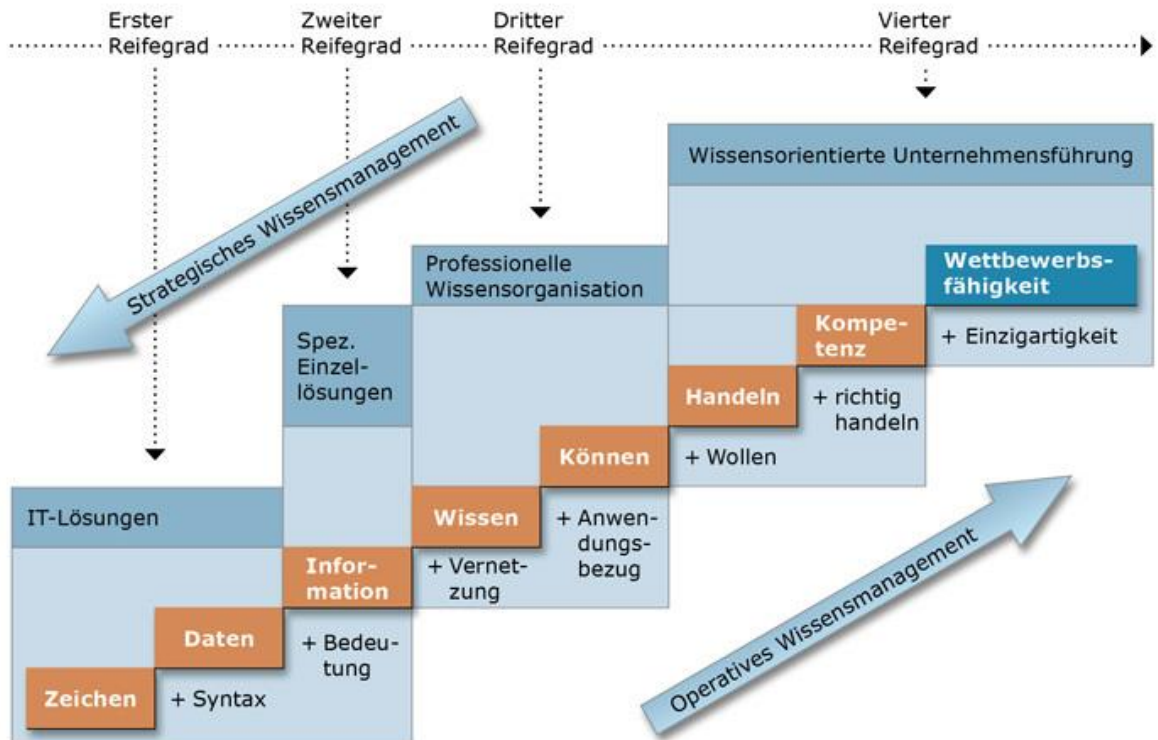 Erster
Reifegrad
Zweiter
Reifegrad
Dritter
Reifegrad
Vierter
Reifegrad
Strategisches Wissensmanagement
Wissensorientierte Unternehmensführung
Professionelle
Wissensorganisation
Wettbewerbs-
fähigkeit
Spez.
Einzel-
lösungen
Kompe-
tenz
+ Einzigartigkeit
Handeln
+ richtig
handeln
Können
+ Wollen
IT-Lösungen
Wissen
+ Anwen-
dungs-
bezug
Infor-
mation
+ Vernet-
zung
Daten
+ Bedeu-
tung
Zeichen
+ Syntax
Operatives Wissensmanagement